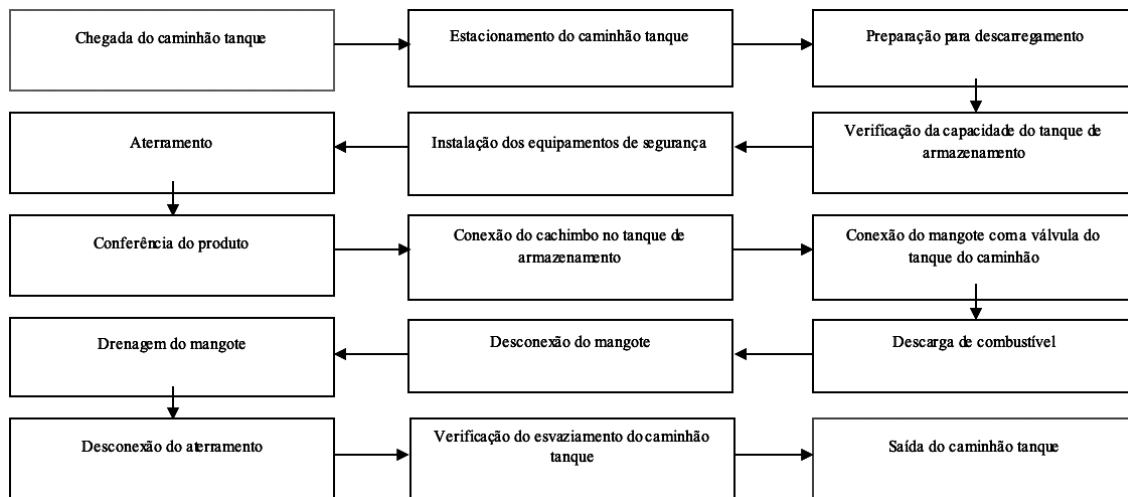 Chegada do caminhão tanque
Estacionamento do caminhão tanque
Preparação para descarregamento
Verificação da capacidade do tanque de
armazenamento
Instalação dos equipamentos de segurança
Aterramento
Conferência do produto
Conexão do cachimbo no tanque de
armazenamento
Conexão do mangote com a válvula do
tanque do caminhão
Descarga de combustível
Desconexão do mangote
Drenagem do mangote
Desconexão do aterramento
Verificação do esvaziamento do caminhão
tanque
Saída do caminhão tanque